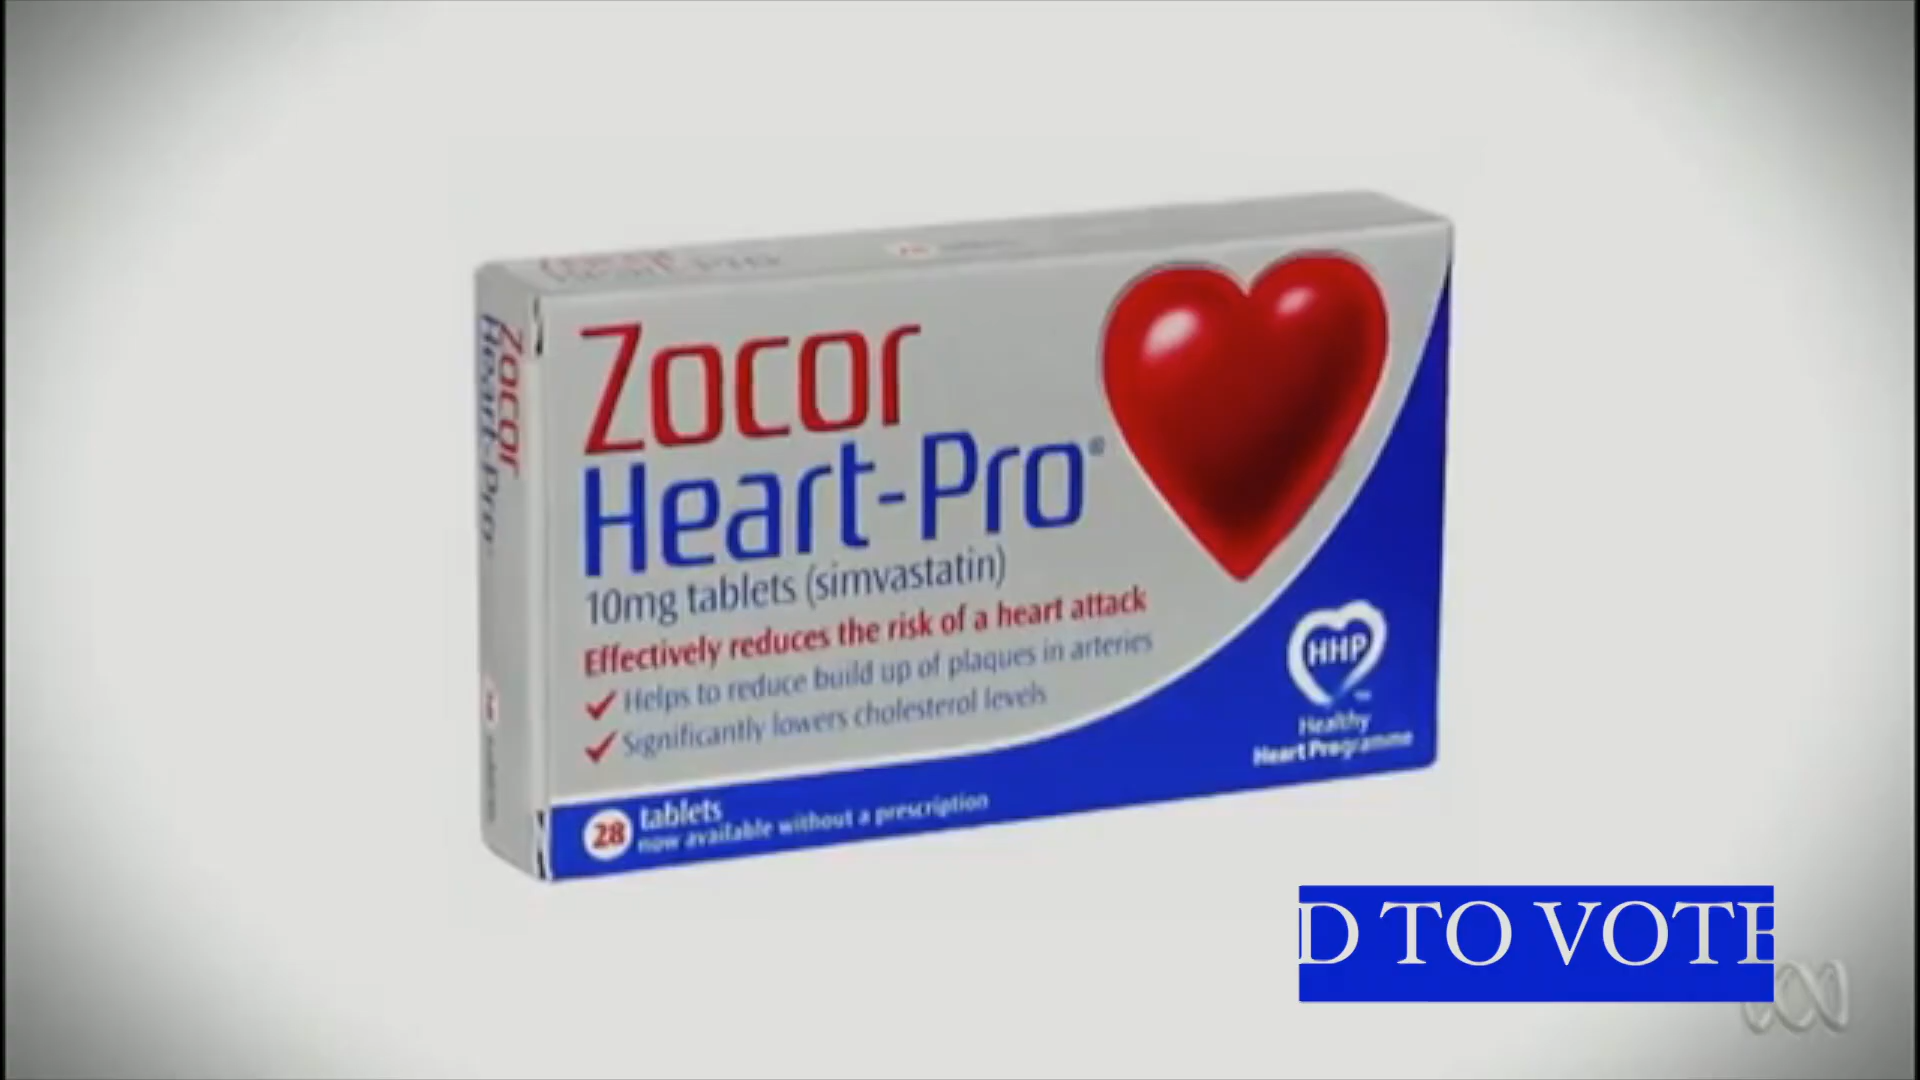 Zocor
Heart-Pro®
10mg tablets (simvastatin)
Effectively reduces the risk of a heart attack
Helps to reduce build up of plaques in arteries
Significantly lowers cholesterol levels
28 tablets
now available without a prescription
HHP
Healthy
Heart Programme
Zocor
Heart-Pro
D TO VOTE